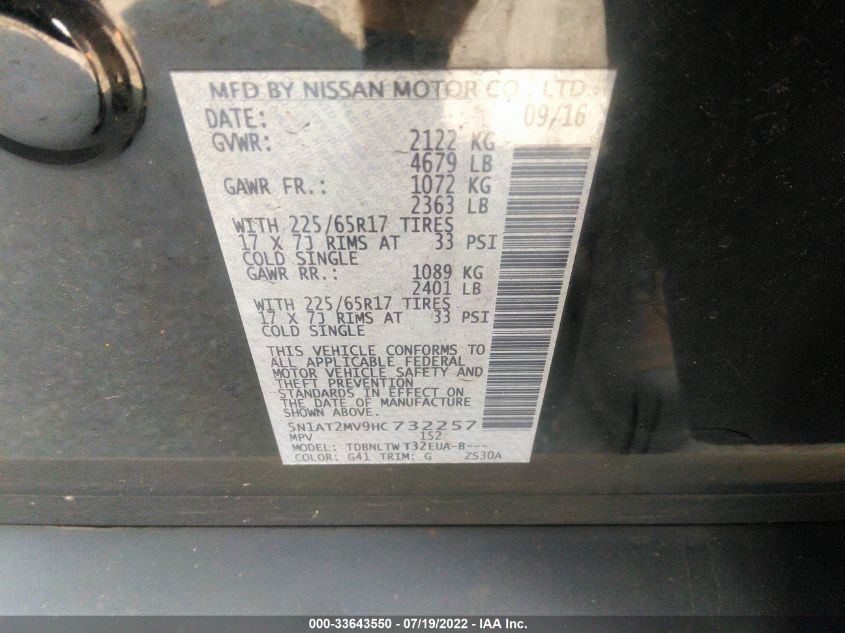 MFD BY NISSAN MOTOR CO., LTD
DATE: 09/16
GVWR: 2122 KG
4679 LB
GAWR FR.: 1072 KG
2363 LB
WITH 225/65R17 TIRES
17 X 7J RIMS AT 33 PSI
COLD SINGLE
GAWR RR.: 1089 KG
2401 LB
WITH 225/65R17 TIRES
17 X 7J RIMS AT 33 PSI
COLD SINGLE
THIS VEHICLE CONFORMS TO
ALL APPLICABLE FEDERAL
MOTOR VEHICLE SAFETY AND
THEFT PREVENTION
STANDARDS IN EFFECT ON
THE DATE OF MANUFACTURE
SHOWN ABOVE.
5N1AT2MV9HC732257
MPV 152
MODEL: TDBNLTW T32EUA-B---
COLOR: G41 TRIM: G ZS30A
000-33643550 - 07/19/2022 - IAA Inc.